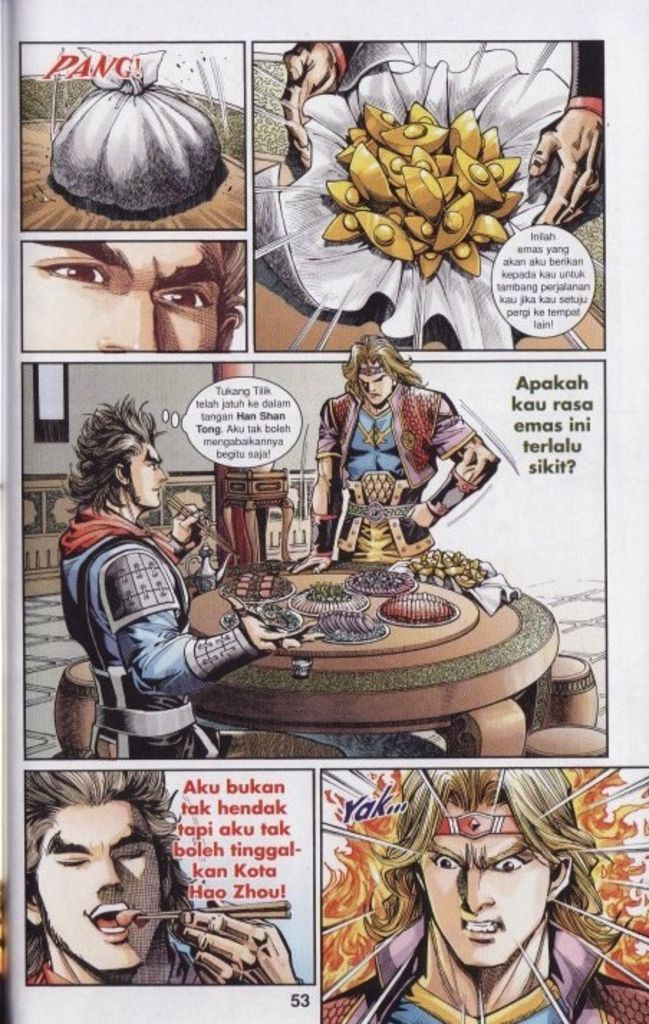 PANG!
Inilah
emas yang
akan aku berikan
kepada kau untuk
tambang perjalanan
kau jika kau setuju
pergi ke tempat
lain!
Tukang Tilik
telah jatuh ke dalam
tangan Han Shan
Tong. Aku tak boleh
mengabaikannya
begitu saja!
Apakah
kau rasa
emas ini
terlalu
sikit?
Aku bukan
tak hendak
tapi aku tak
boleh tinggal-
kan Kota
Hao Zhou!
Yak...
53